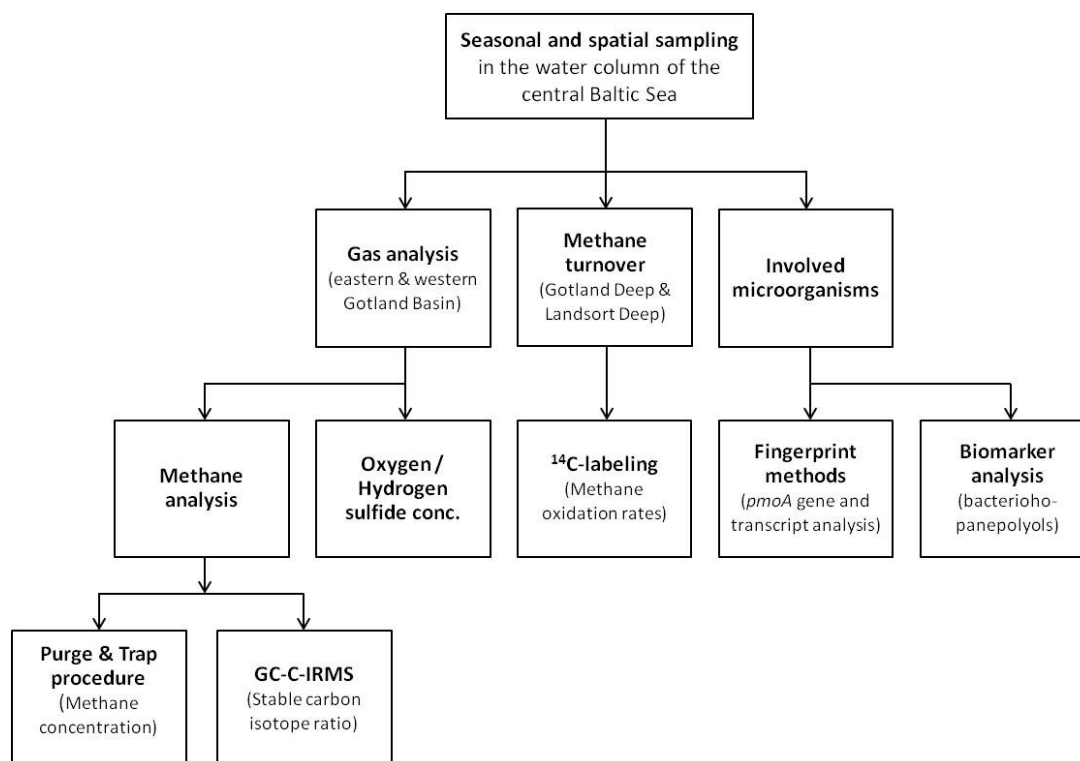 Seasonal and spatial sampling
in the water column of the
central Baltic Sea
Gas analysis
(eastern & western
Gotland Basin)
Methane
turnover
(Gotland Deep &
Landsort Deep)
Involved
microorganisms
Methane
analysis
Oxygen /
Hydrogen
sulfide conc.
¹⁴C-labeling
(Methane
oxidation rates)
Fingerprint
methods
(pmoA gene and
transcript analysis)
Biomarker
analysis
(bacterioho-
panepolyols)
Purge & Trap
procedure
(Methane
concentration)
GC-C-IRMS
(Stable carbon
isotope ratio)